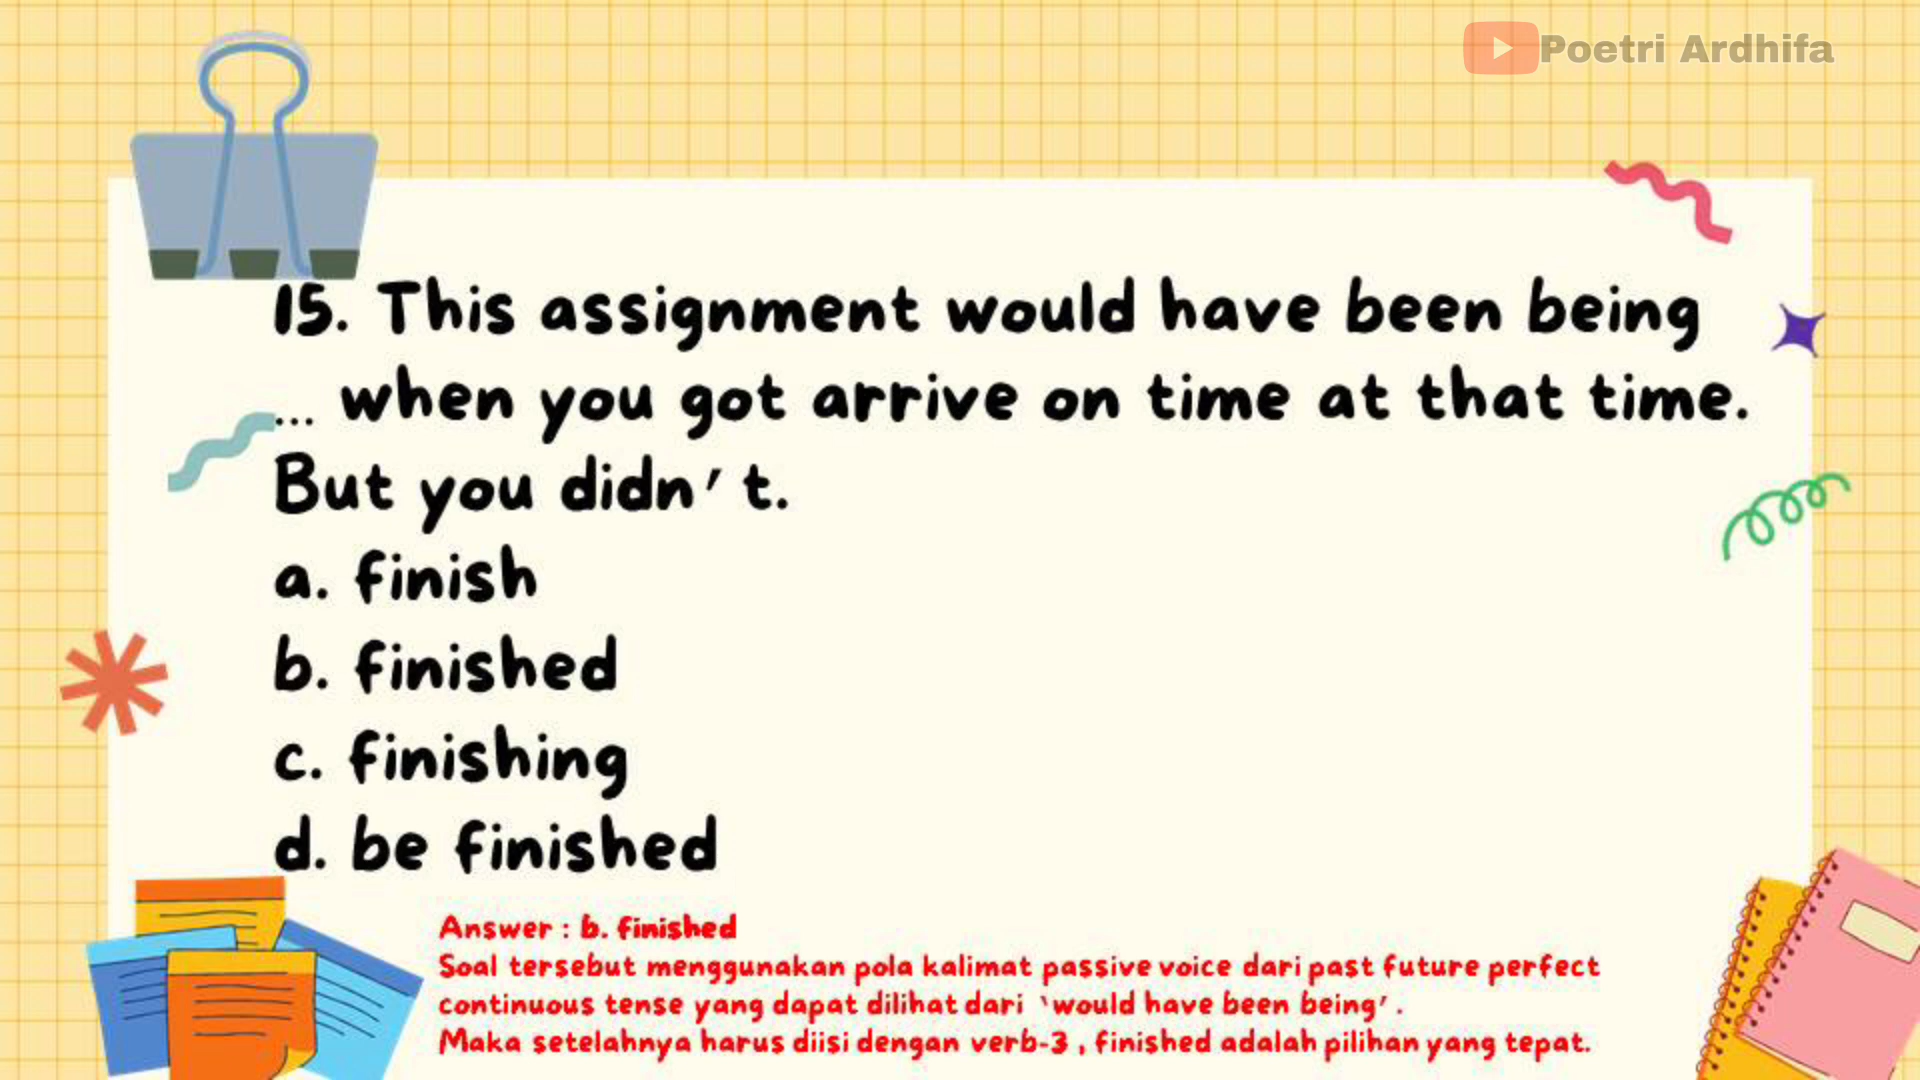 Poetri Ardhifa
15. This assignment would have been being
... when you got arrive on time at that time.
But you didn't.
a. finish
b. finished
c. finishing
d. be finished
Answer : b. finished
Soal tersebut menggunakan pola kalimat passive voice dari past future perfect
continuous tense yang dapat dilihat dari 'would have been being'.
Maka setelahnya harus diisi dengan verb-3 , finished adalah pilihan yang tepat.